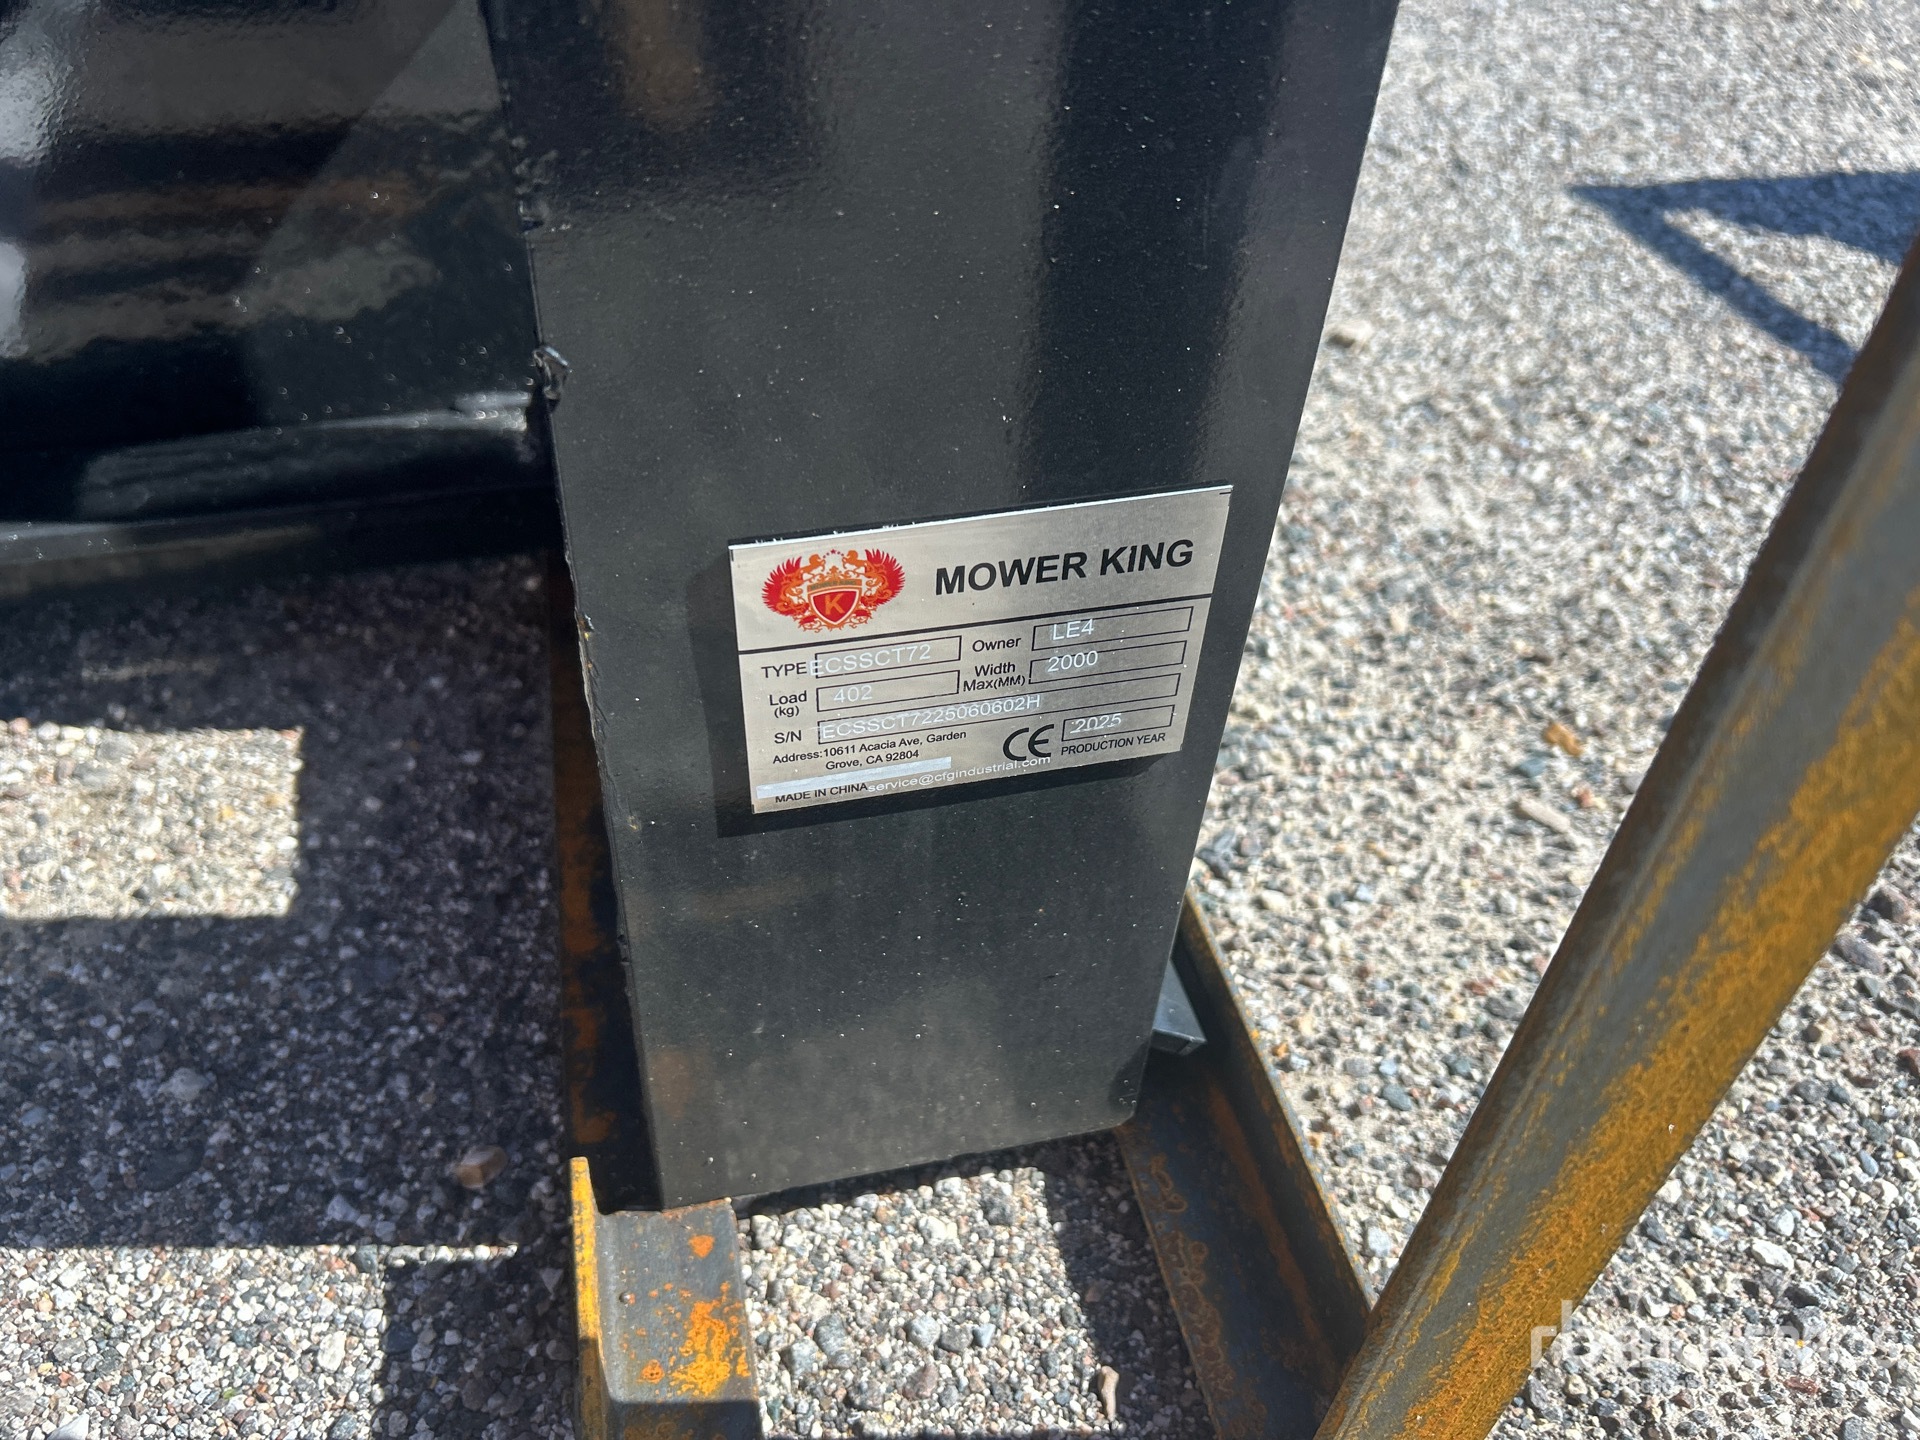 MOWER KING
K
TYPE ECSSCT72 Owner LE4
Load (kg) 402 Width Max(MM) 2000
S/N ECSSCT7225060602H
Address:10611 Acacia Ave, Garden
Grove, CA 92804
CE 2025
PRODUCTION YEAR
MADE IN CHINA service@cfgindustrial.com
rbauction